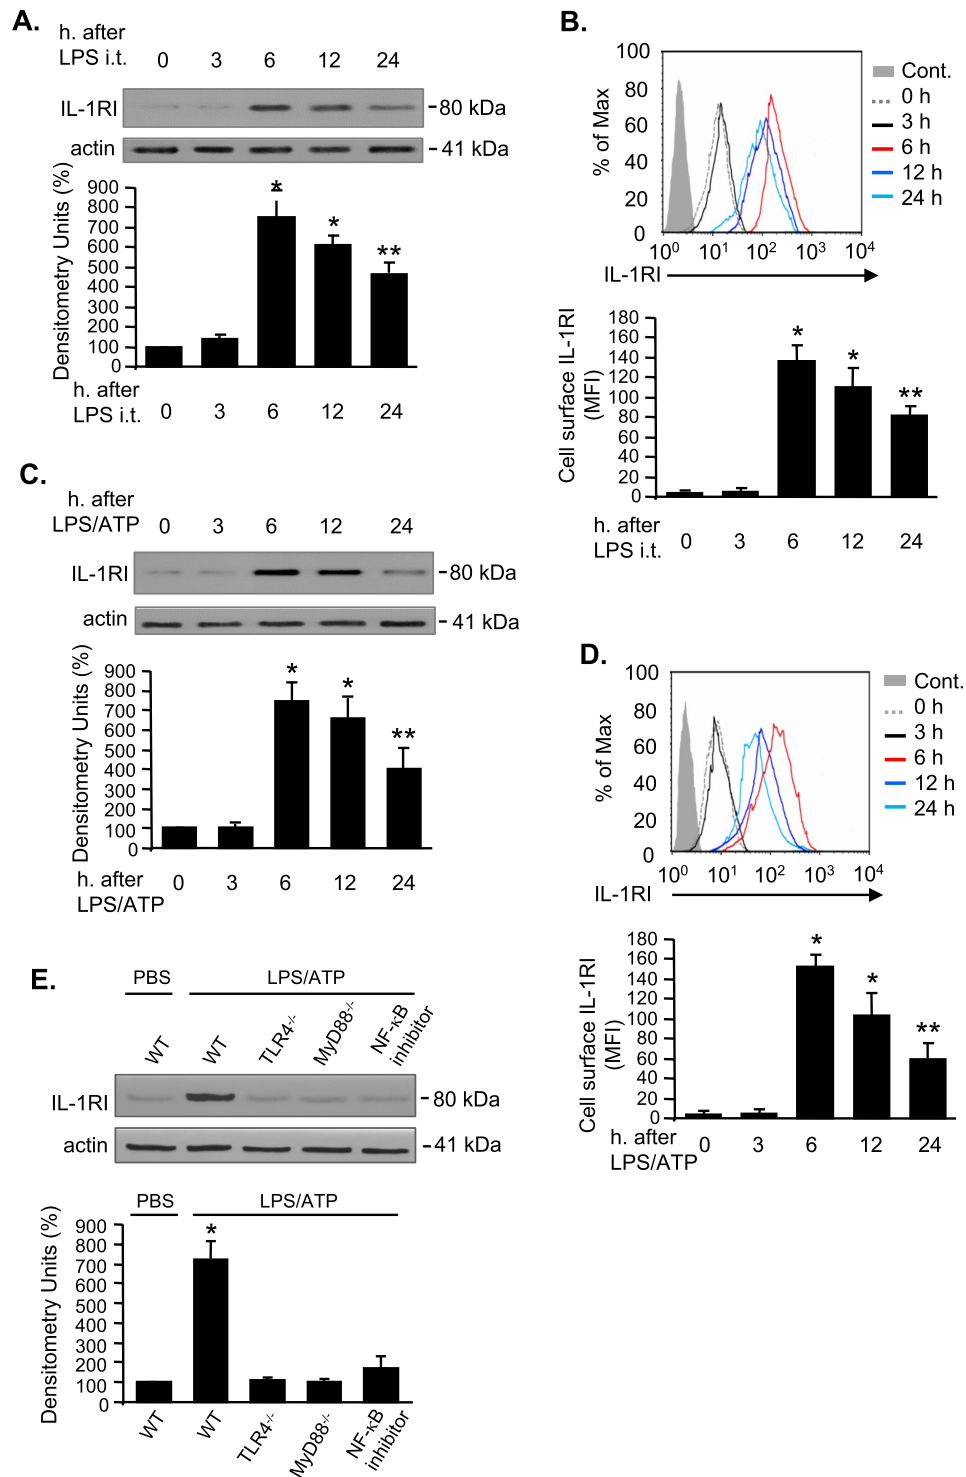 A.
h. after
LPS i.t. 0 3 6 12 24
IL-1RI -80 kDa
actin -41 kDa
Densitometry Units (%)
900
800
700
600
500
400
300
200
100
0
* * **
h. after
LPS i.t. 0 3 6 12 24
B.
% of Max
100
80
60
40
20
0
10⁰ 10¹ 10² 10³ 10⁴
IL-1RI
Cont.
0 h
3 h
6 h
12 h
24 h
Cell surface IL-1RI
(MFI)
180
160
140
120
100
80
60
40
20
0
* * **
h. after
LPS i.t. 0 3 6 12 24
C.
h. after
LPS/ATP 0 3 6 12 24
IL-1RI -80 kDa
actin - 41 kDa
Densitometry Units (%)
900
800
700
600
500
400
300
200
100
0
* * **
h. after
LPS/ATP 0 3 6 12 24
D.
% of Max
100
80
60
40
20
0
10⁰ 10¹ 10² 10³ 10⁴
IL-1RI
Cont.
0 h
3 h
6 h
12 h
24 h
Cell surface IL-1RI
(MFI)
180
160
140
120
100
80
60
40
20
0
* * **
h. after
LPS/ATP 0 3 6 12 24
E.
PBS LPS/ATP
WT WT TLR4-/- MyD88-/- NF-κB
inhibitor
IL-1RI - 80 kDa
actin -41 kDa
PBS LPS/ATP
Densitometry Units (%)
900
800
700
600
500
400
300
200
100
0
*
WT WT TLR4-/- MyD88-/- NF-κB
inhibitor